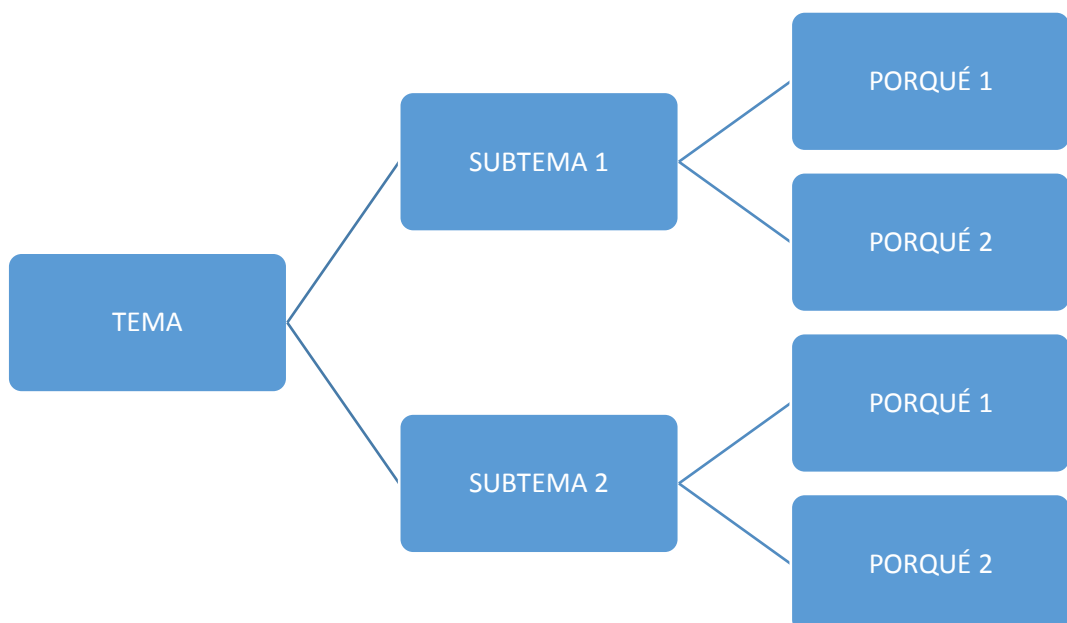 TEMA
SUBTEMA 1
PORQUÉ 1
PORQUÉ 2
SUBTEMA 2
PORQUÉ 1
PORQUÉ 2